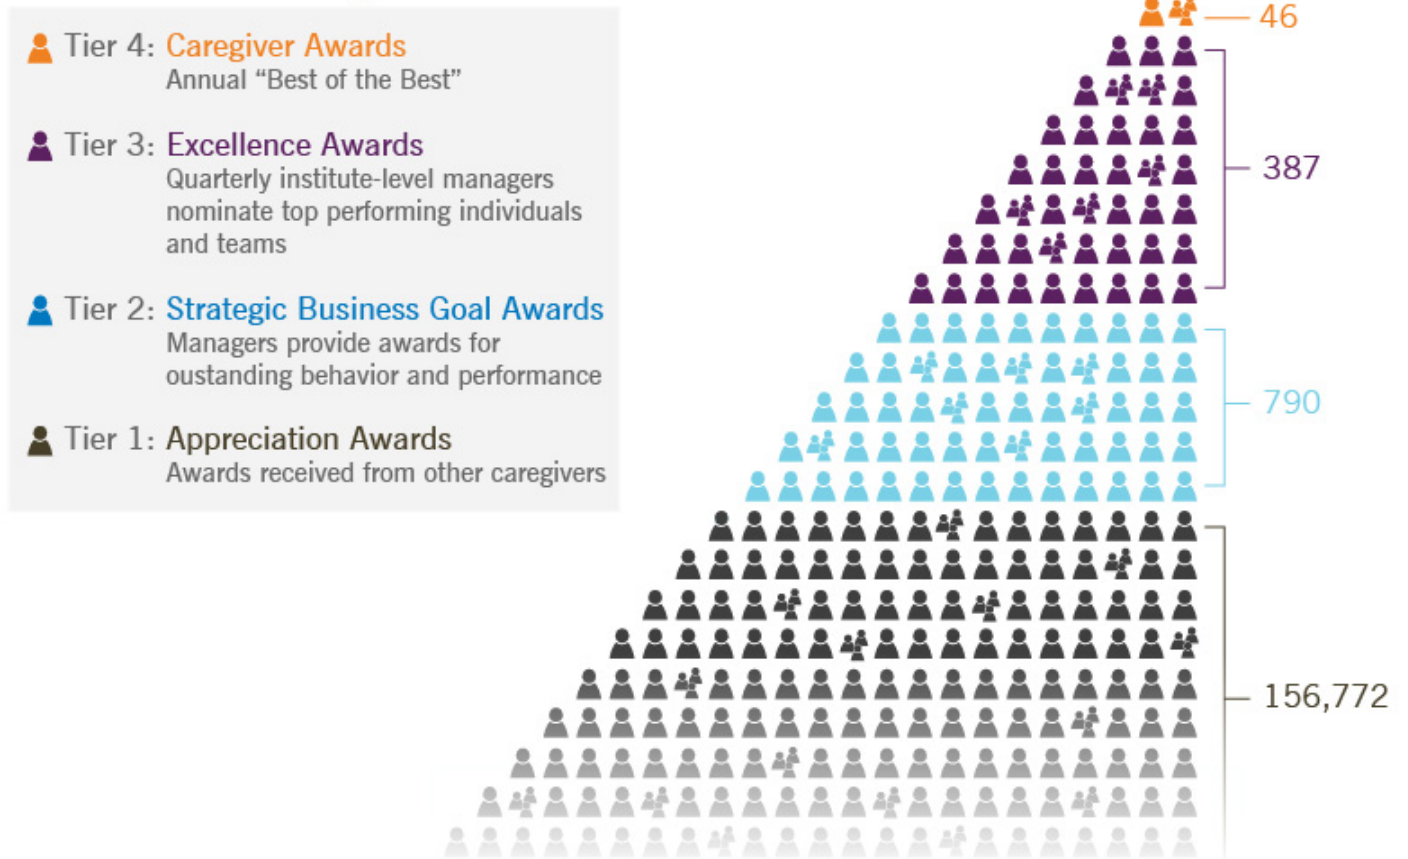 Tier 4: Caregiver Awards
Annual “Best of the Best”
Tier 3: Excellence Awards
Quarterly institute-level managers
nominate top performing individuals
and teams
Tier 2: Strategic Business Goal Awards
Managers provide awards for
oustanding behavior and performance
Tier 1: Appreciation Awards
Awards received from other caregivers
46
387
790
156,772